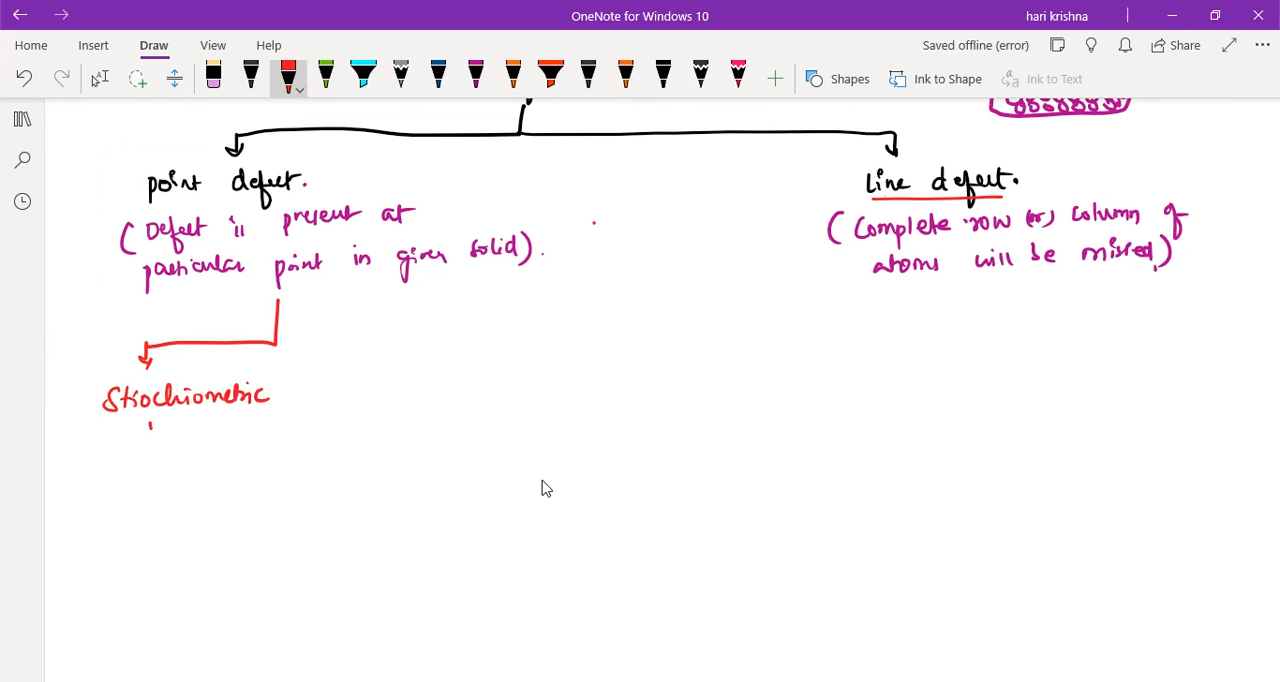 OneNote for Windows 10
hari krishna
Home Insert Draw View Help
Saved offline (error)
Share
Shapes
Ink to Shape
Ink to Text
point defect.
Line defect.
( Defect is present at
particular point in given solid).
( Complete row (or) column of
atoms will be missed)
Stiochiometric